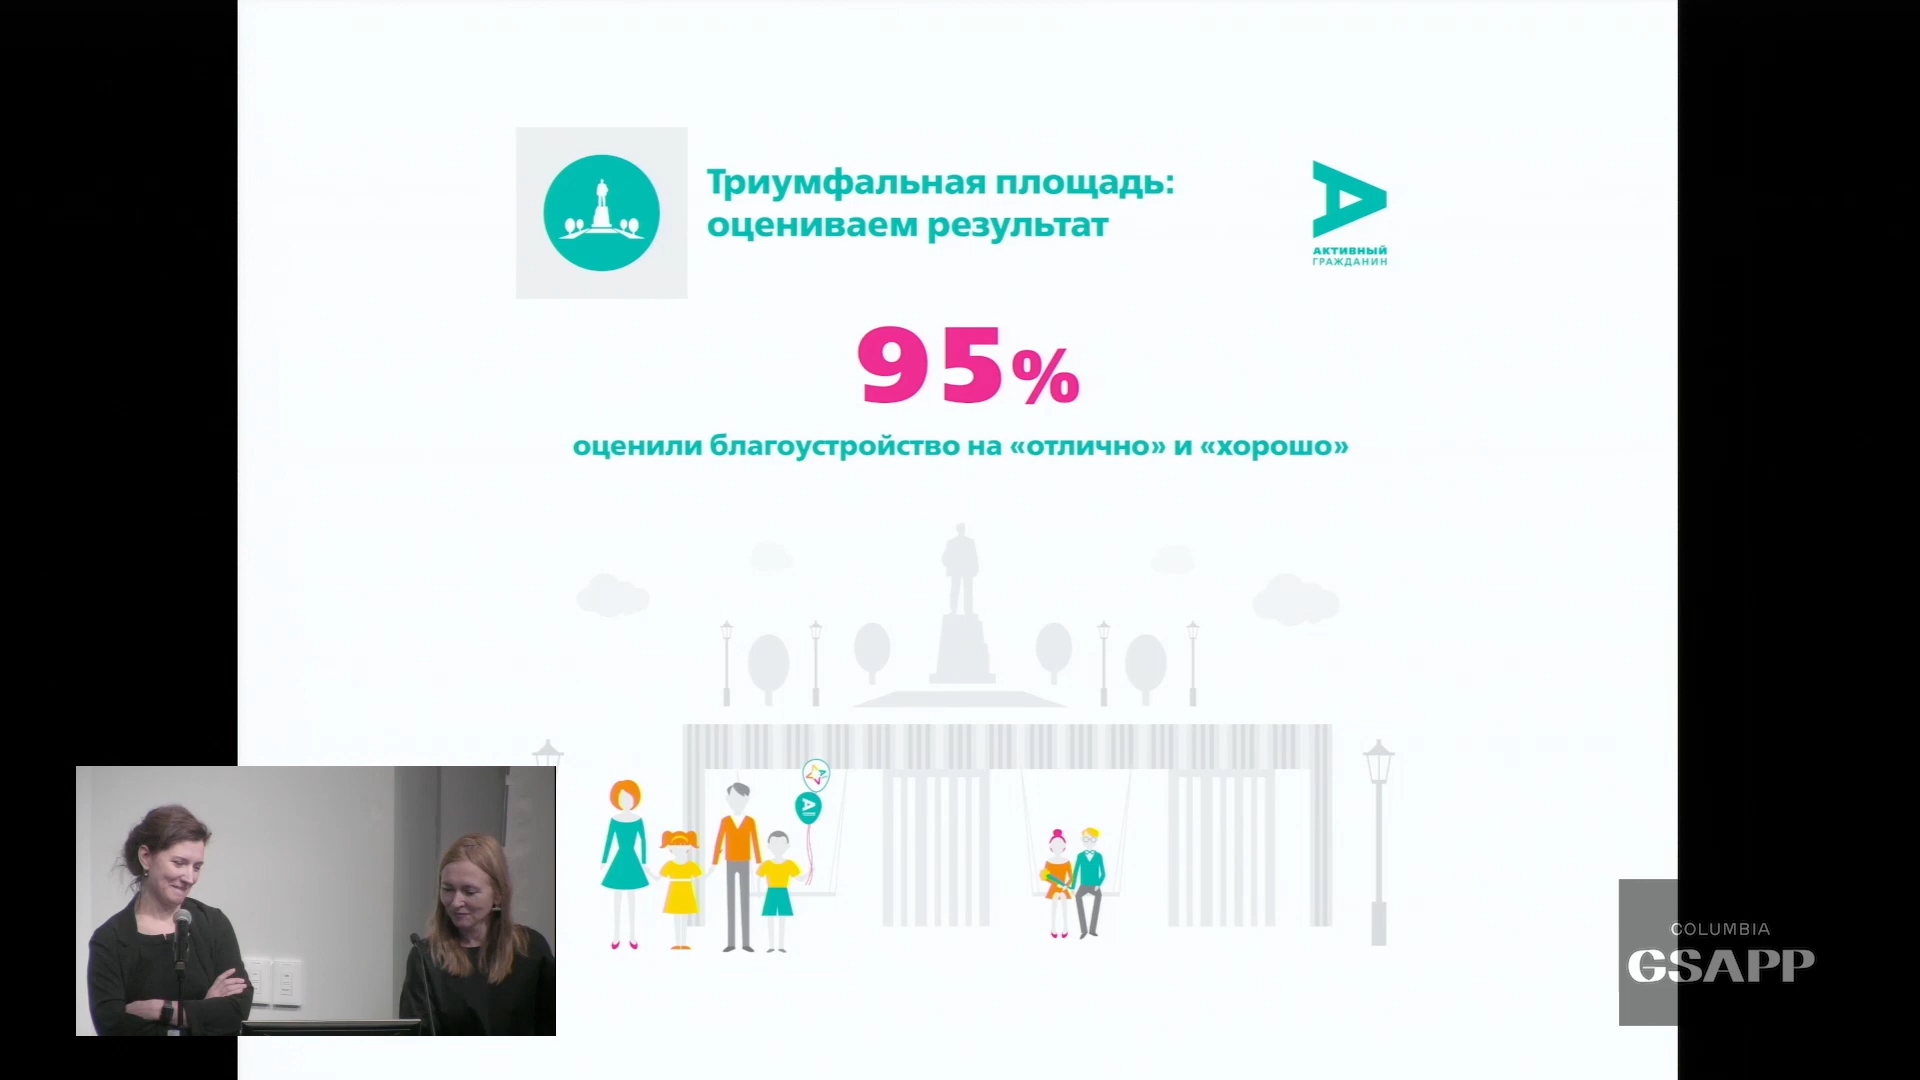 Триумфальная площадь:
оцениваем результат
АКТИВНЫЙ
ГРАЖДАНИН
95%
оценили благоустройство на «отлично» и «хорошо»
COLUMBIA
GSAPP